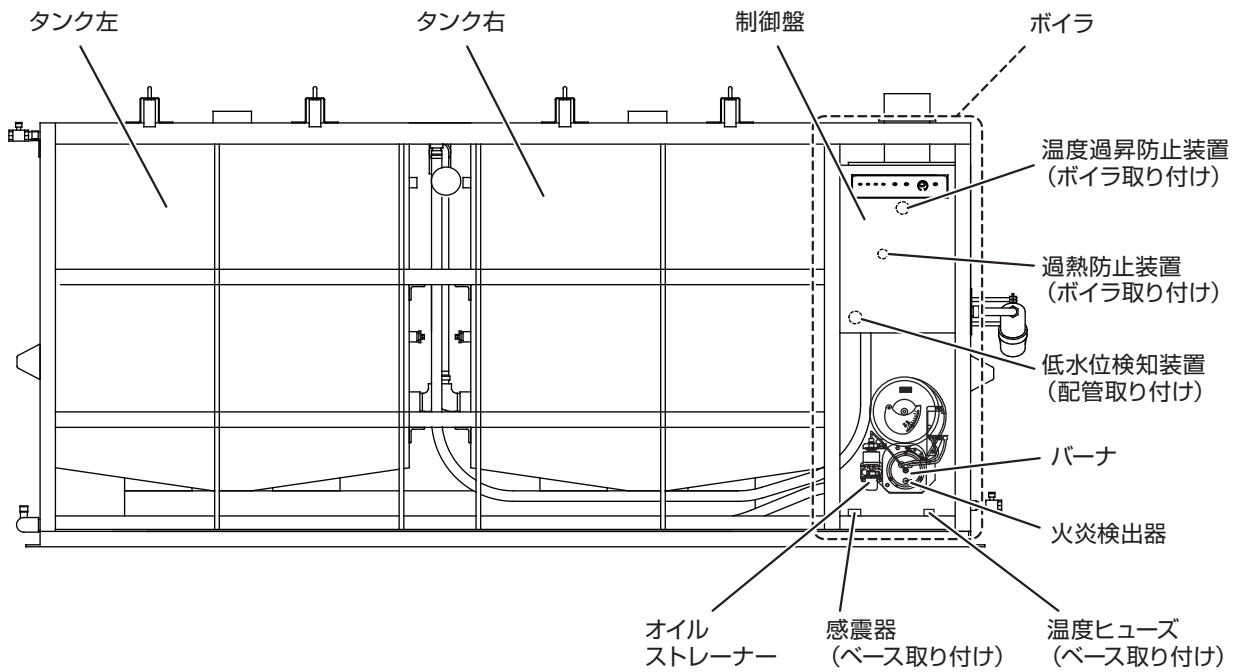 タンク左
タンク右
制御盤
ボイラ
温度過昇防止装置
（ボイラ取り付け）
過熱防止装置
（ボイラ取り付け）
低水位検知装置
（配管取り付け）
バーナ
火炎検出器
オイル
ストレーナー
感震器
（ベース取り付け）
温度ヒューズ
（ベース取り付け）